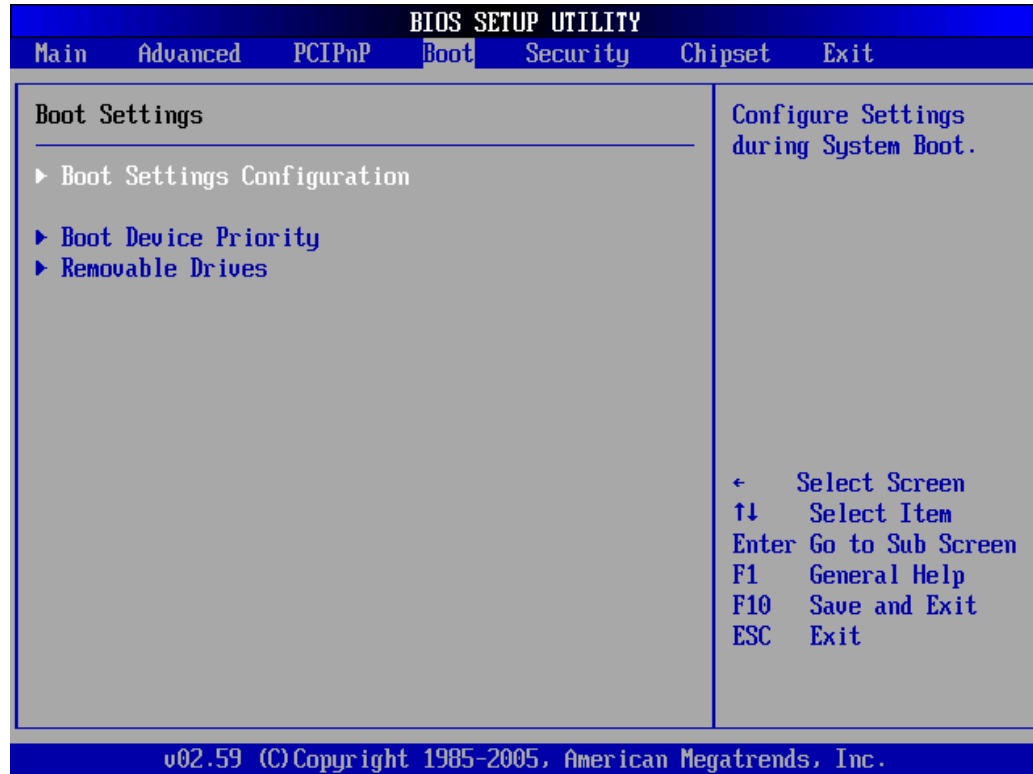 BIOS SETUP UTILITY
Main Advanced PCIPnP Boot Security Chipset Exit
Boot Settings
▶ Boot Settings Configuration
▶ Boot Device Priority
▶ Removable Drives
Configure Settings
during System Boot.
← Select Screen
↑↓ Select Item
Enter Go to Sub Screen
F1 General Help
F10 Save and Exit
ESC Exit
v02.59 (C)Copyright 1985-2005, American Megatrends, Inc.